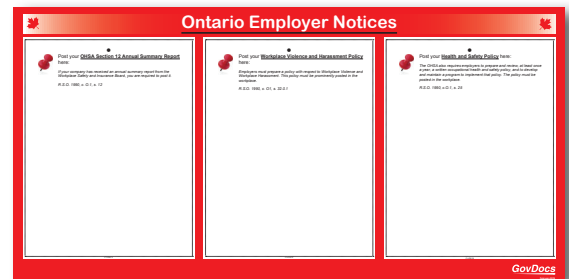 Ontario Employer Notices
Post your OHSA Section 12 Annual Summary Report
here:
If your company has received an annual summary report from the
Workplace Safety and Insurance Board, you are required to post it.
R.S.O. 1990, c. O.1, s. 12
Post your Workplace Violence and Harassment Policy
here:
Employers must prepare a policy with respect to Workplace Violence and
Workplace Harassment. This policy must be prominently posted in the
workplace.
R.S.O. 1990, c. O1, s. 32.0.1
Post your Health and Safety Policy here:
The OHSA also requires employers to prepare and review, at least once
a year, a written occupational health and safety policy, and to develop
and maintain a program to implement that policy. The policy must be
posted in the workplace.
R.S.O. 1990, c.O.1, s. 25
GovDocs